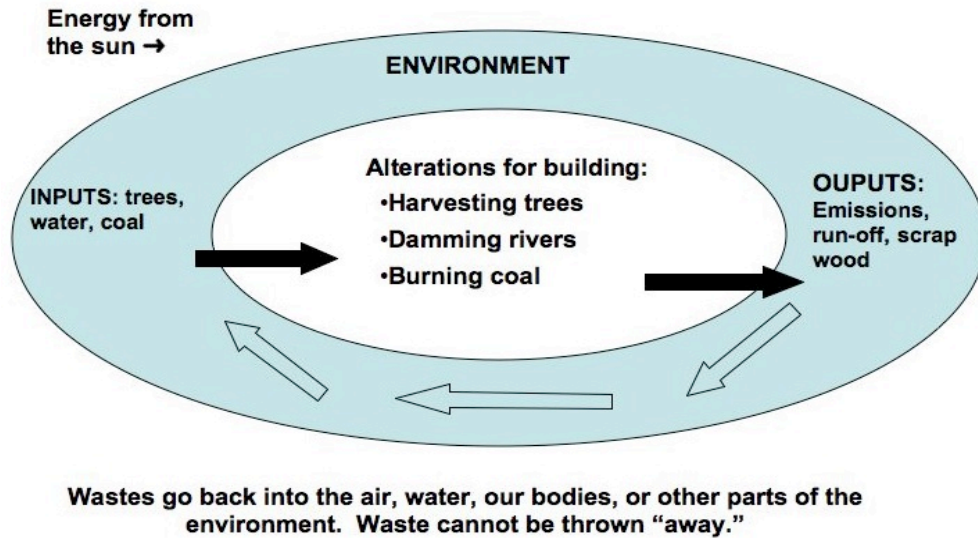 Energy from
the sun →
ENVIRONMENT
INPUTS: trees,
water, coal
Alterations for building:
•Harvesting trees
•Damming rivers
•Burning coal
OUPUTS:
Emissions,
run-off, scrap
wood
Wastes go back into the air, water, our bodies, or other parts of the
environment.  Waste cannot be thrown “away.”